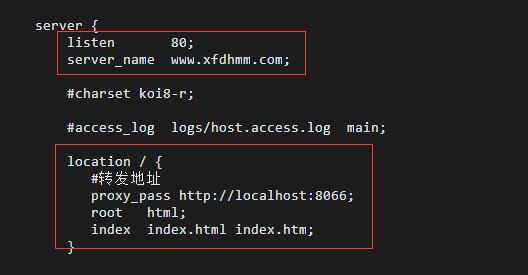 server {
listen       80;
server_name  www.xfdhmm.com;
#charset koi8-r;
#access_log  logs/host.access.log  main;
location / {
#转发地址
proxy_pass http://localhost:8066;
root   html;
index  index.html index.htm;
}